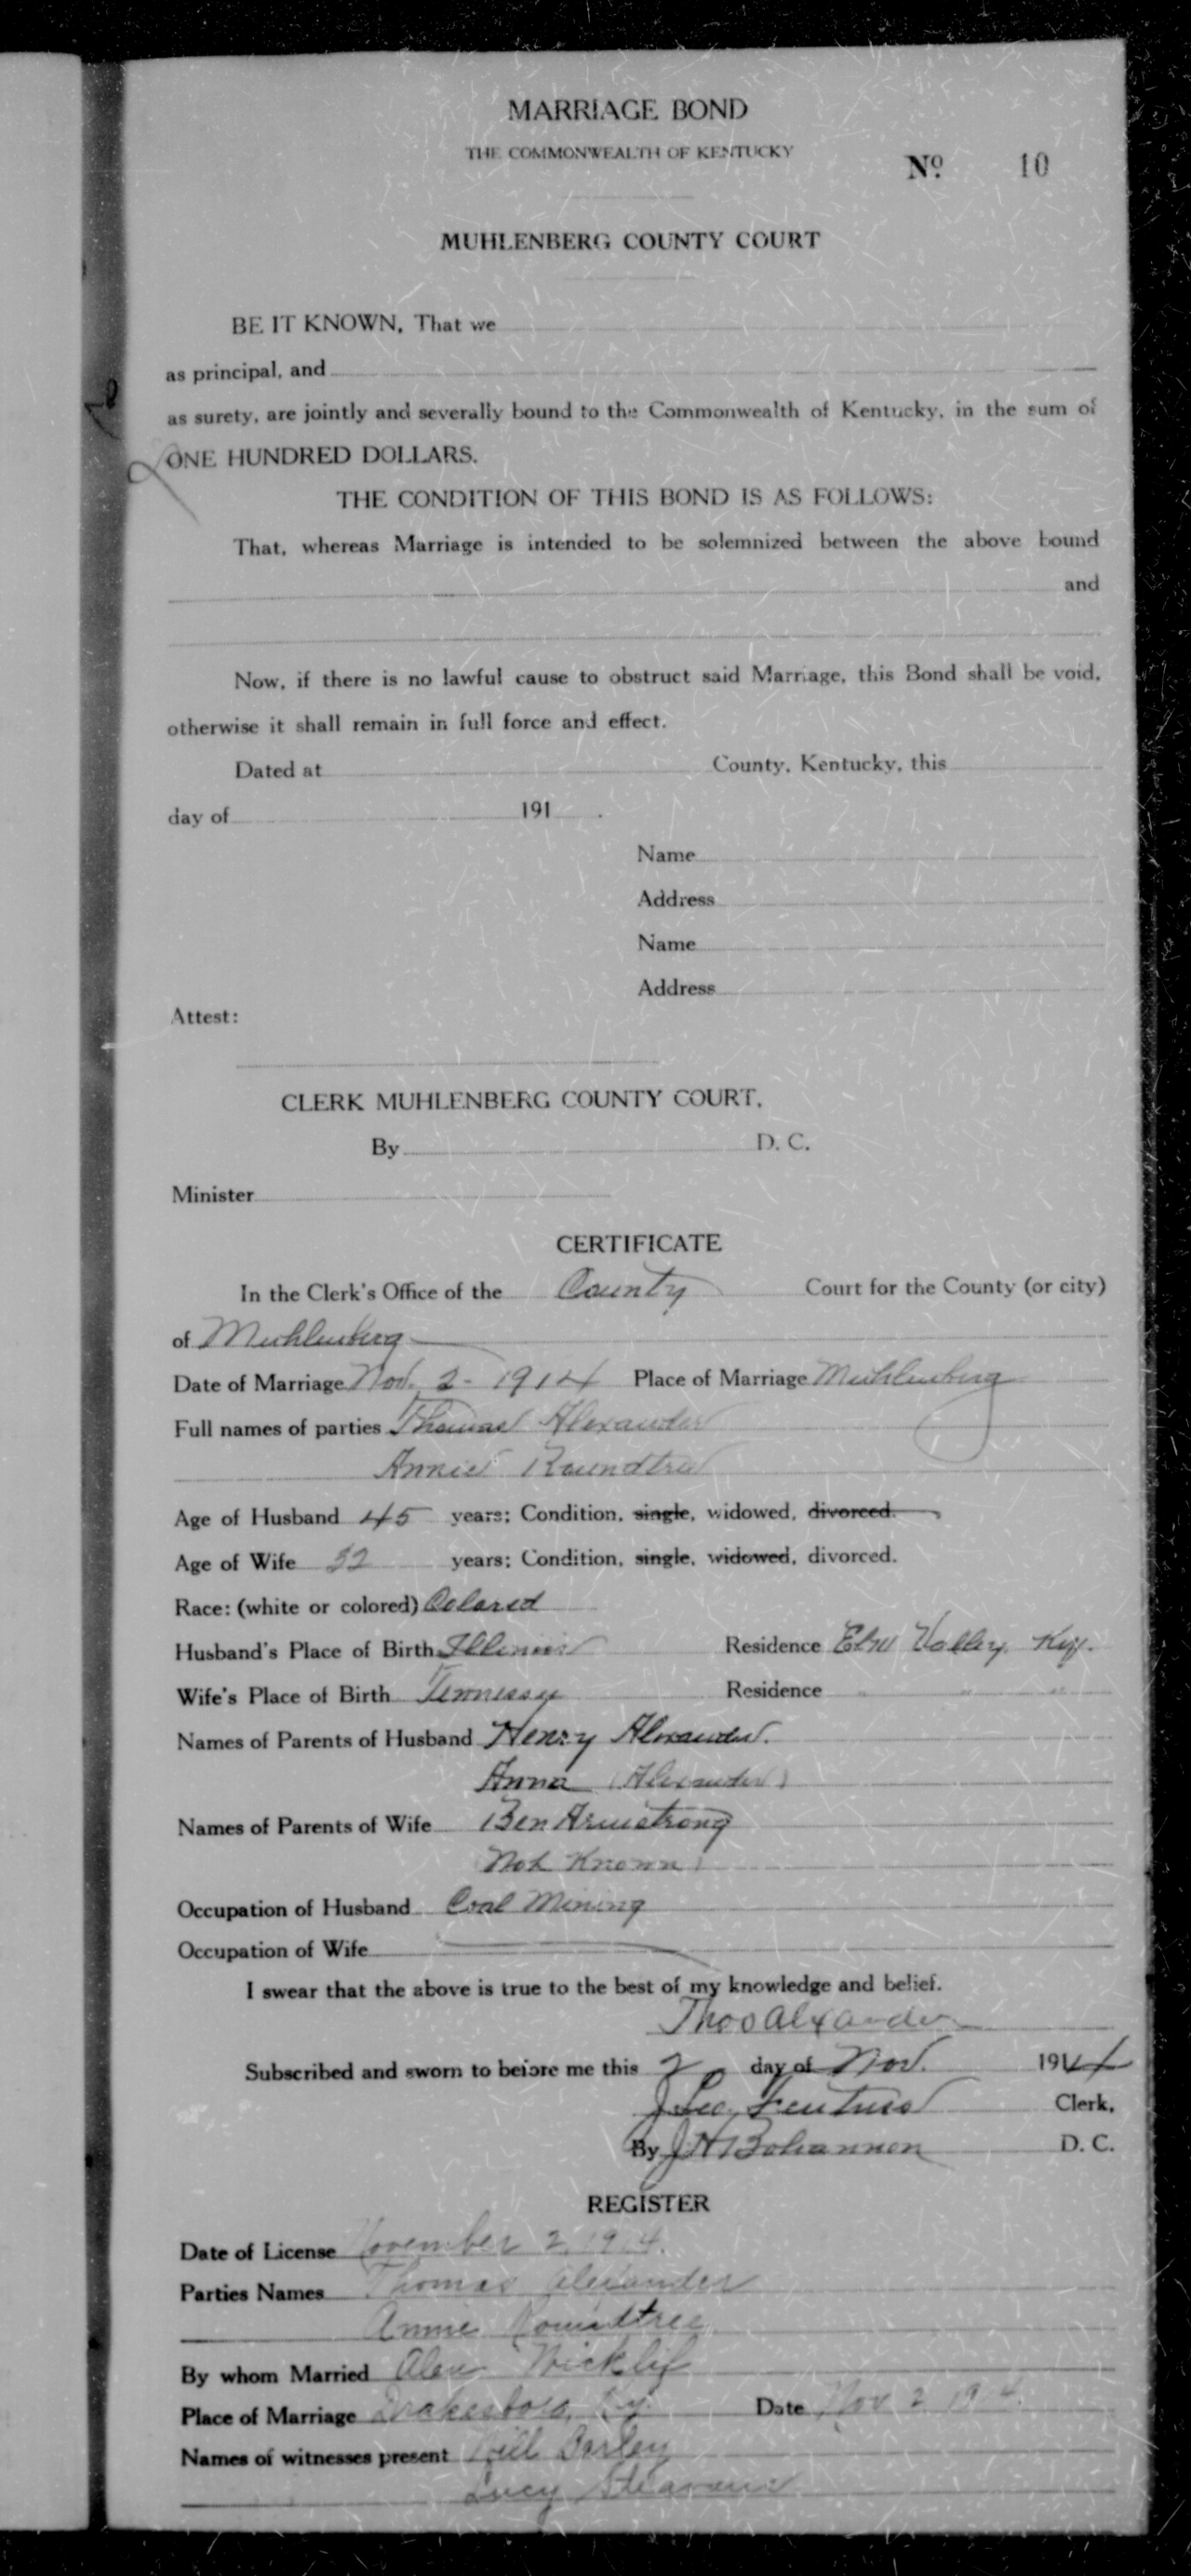 MARRIAGE BOND
THE COMMONWEALTH OF KENTUCKY
No. 10
MUHLENBERG COUNTY COURT
BE IT KNOWN, That we
as principal, and
as surety, are jointly and severally bound to the Commonwealth of Kentucky, in the sum of
ONE HUNDRED DOLLARS.
THE CONDITION OF THIS BOND IS AS FOLLOWS:
That, whereas Marriage is intended to be solemnized between the above bound
and
Now, if there is no lawful cause to obstruct said Marriage, this Bond shall be void,
otherwise it shall remain in full force and effect.
Dated at County, Kentucky, this
day of 191 .
Name
Address
Name
Address
Attest:
CLERK MUHLENBERG COUNTY COURT.
By D. C.
Minister
CERTIFICATE
In the Clerk's Office of the County Court for the County (or city)
of Muhlenberg
Date of Marriage Nov. 2- 1914 Place of Marriage Muhlenberg
Full names of parties Thomas Alexander
Annie Roundtree
Age of Husband 45 years; Condition, single, widowed, divorced.
Age of Wife 32 years; Condition, single, widowed, divorced.
Race: (white or colored) Colored
Husband's Place of Birth Illinois Residence Valley, Ky.
Wife's Place of Birth Tennessy Residence " " "
Names of Parents of Husband Henry Alexander.
Anna (Alexander)
Names of Parents of Wife Ben Armstrong
Not Known
Occupation of Husband Coal Mining
Occupation of Wife
I swear that the above is true to the best of my knowledge and belief.
Thos Alxander
Subscribed and sworn to before me this 2 day of Nov. 1914
Clerk,
By J H Bohannon D. C.
REGISTER
Date of License November 2, 1914.
Parties Names Thomas Alexander
Annie Roundtree
By whom Married Alex Wicklif
Place of Marriage Drakesboro, Ky. Date Nov 2 1914.
Names of witnesses present Will
Lucy